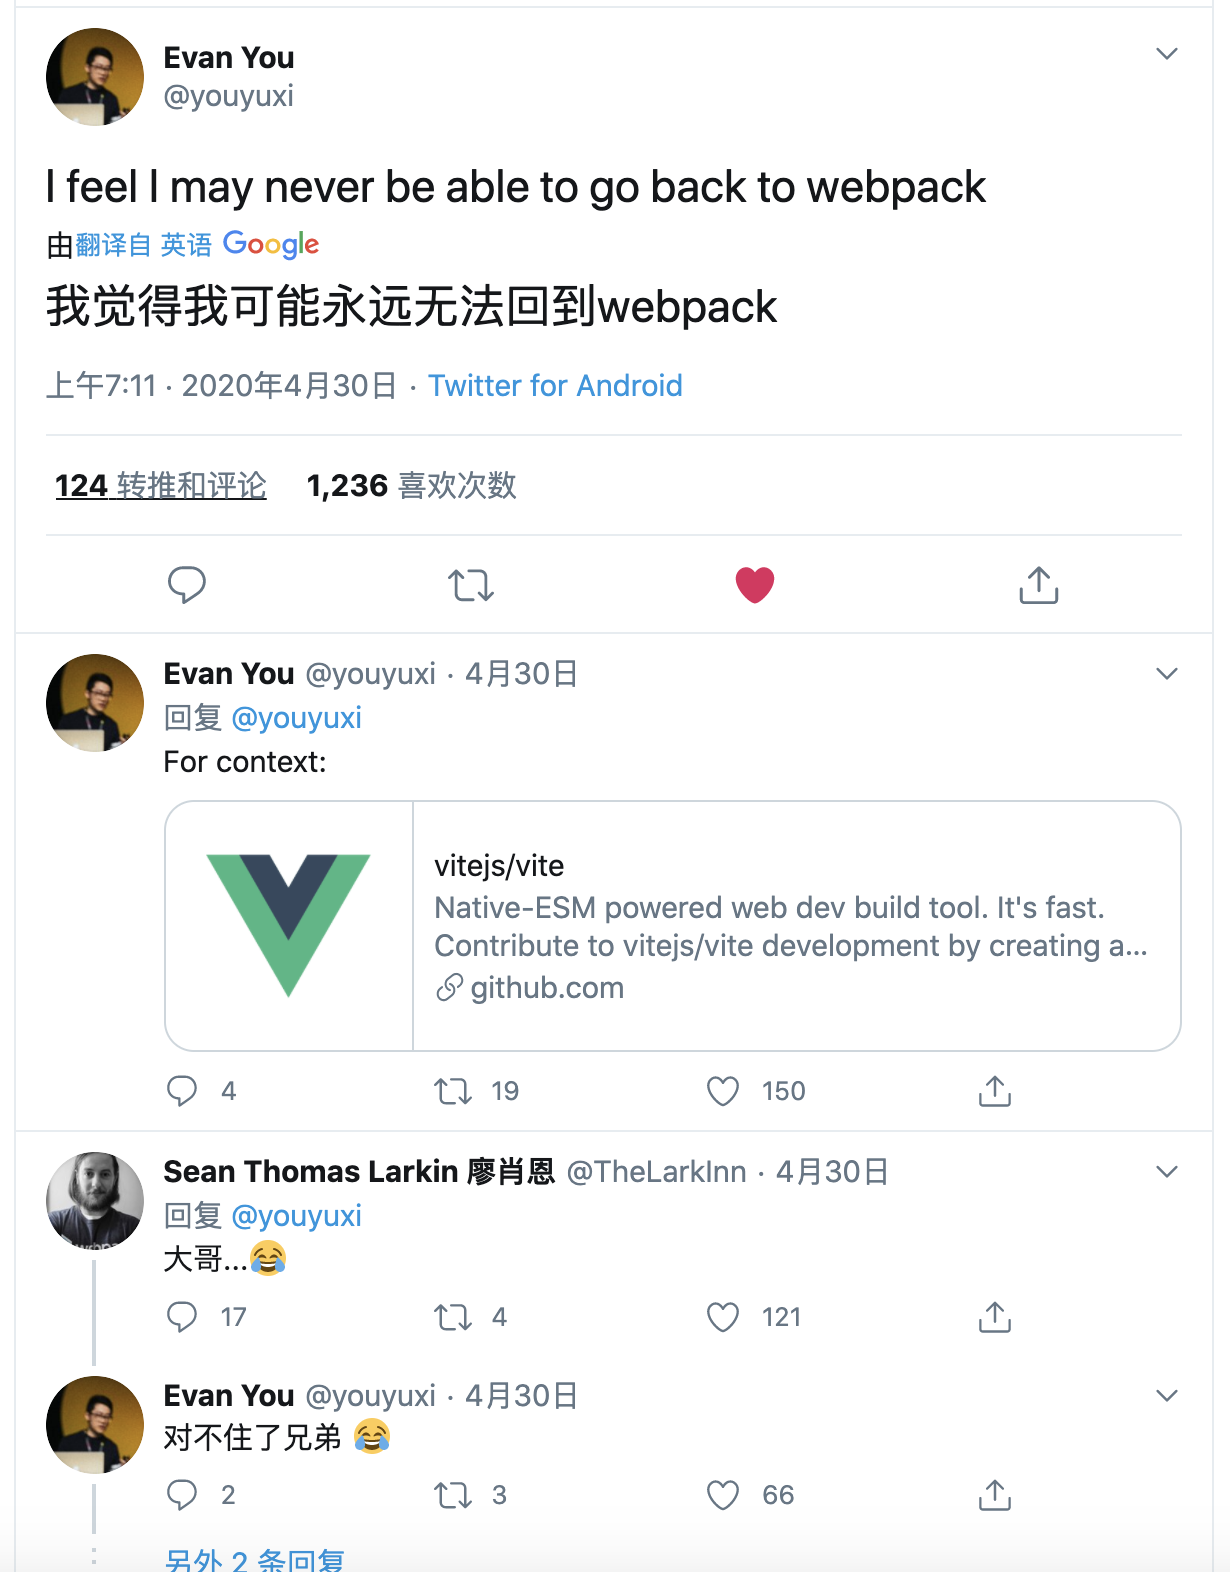 Evan You
@youyuxi
I feel I may never be able to go back to webpack
由翻译自 英语 Google
我觉得我可能永远无法回到webpack
上午7:11 · 2020年4月30日 · Twitter for Android
124 转推和评论 1,236 喜欢次数
Evan You @youyuxi · 4月30日
回复 @youyuxi
For context:
vitejs/vite
Native-ESM powered web dev build tool. It's fast.
Contribute to vitejs/vite development by creating a...
github.com
4 19 150
Sean Thomas Larkin 廖肖恩 @TheLarkInn · 4月30日
回复 @youyuxi
大哥...😂
17 4 121
Evan You @youyuxi · 4月30日
对不住了兄弟 😂
2 3 66
另外 2 条回复